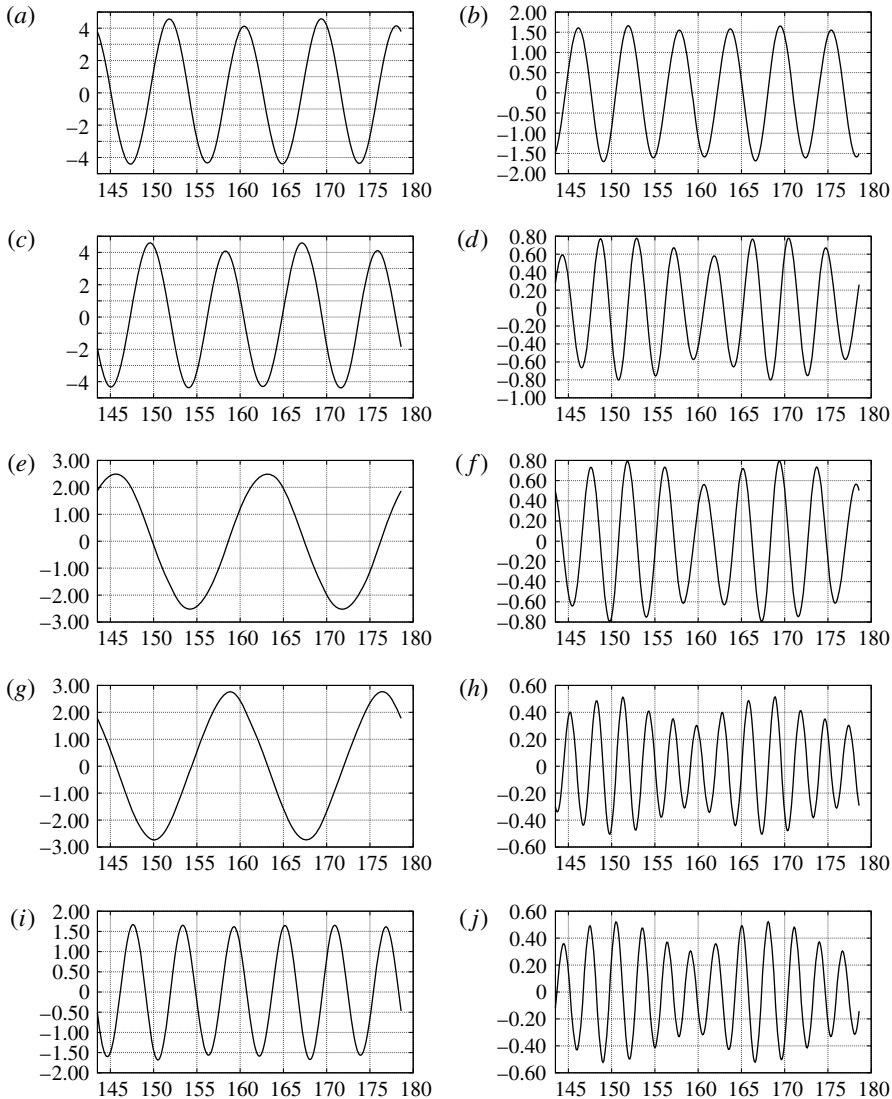 (a) 4 2 0 −2 −4 145 150 155 160 165 170 175 180
(b) 2.00 1.50 1.00 0.50 0 −0.50 −1.00 −1.50 −2.00 145 150 155 160 165 170 175 180
(c) 4 2 0 −2 −4 145 150 155 160 165 170 175 180
(d) 0.80 0.60 0.40 0.20 0 −0.20 −0.40 −0.60 −0.80 −1.00 145 150 155 160 165 170 175 180
(e) 3.00 2.00 1.00 0 −1.00 −2.00 −3.00 145 150 155 160 165 170 175 180
(f) 0.80 0.60 0.40 0.20 0 −0.20 −0.40 −0.60 −0.80 145 150 155 160 165 170 175 180
(g) 3.00 2.00 1.00 0 −1.00 −2.00 −3.00 145 150 155 160 165 170 175 180
(h) 0.60 0.40 0.20 0 −0.20 −0.40 −0.60 145 150 155 160 165 170 175 180
(i) 2.00 1.50 1.00 0.50 0 −0.50 −1.00 −1.50 −2.00 145 150 155 160 165 170 175 180
(j) 0.60 0.40 0.20 0 −0.20 −0.40 −0.60 145 150 155 160 165 170 175 180